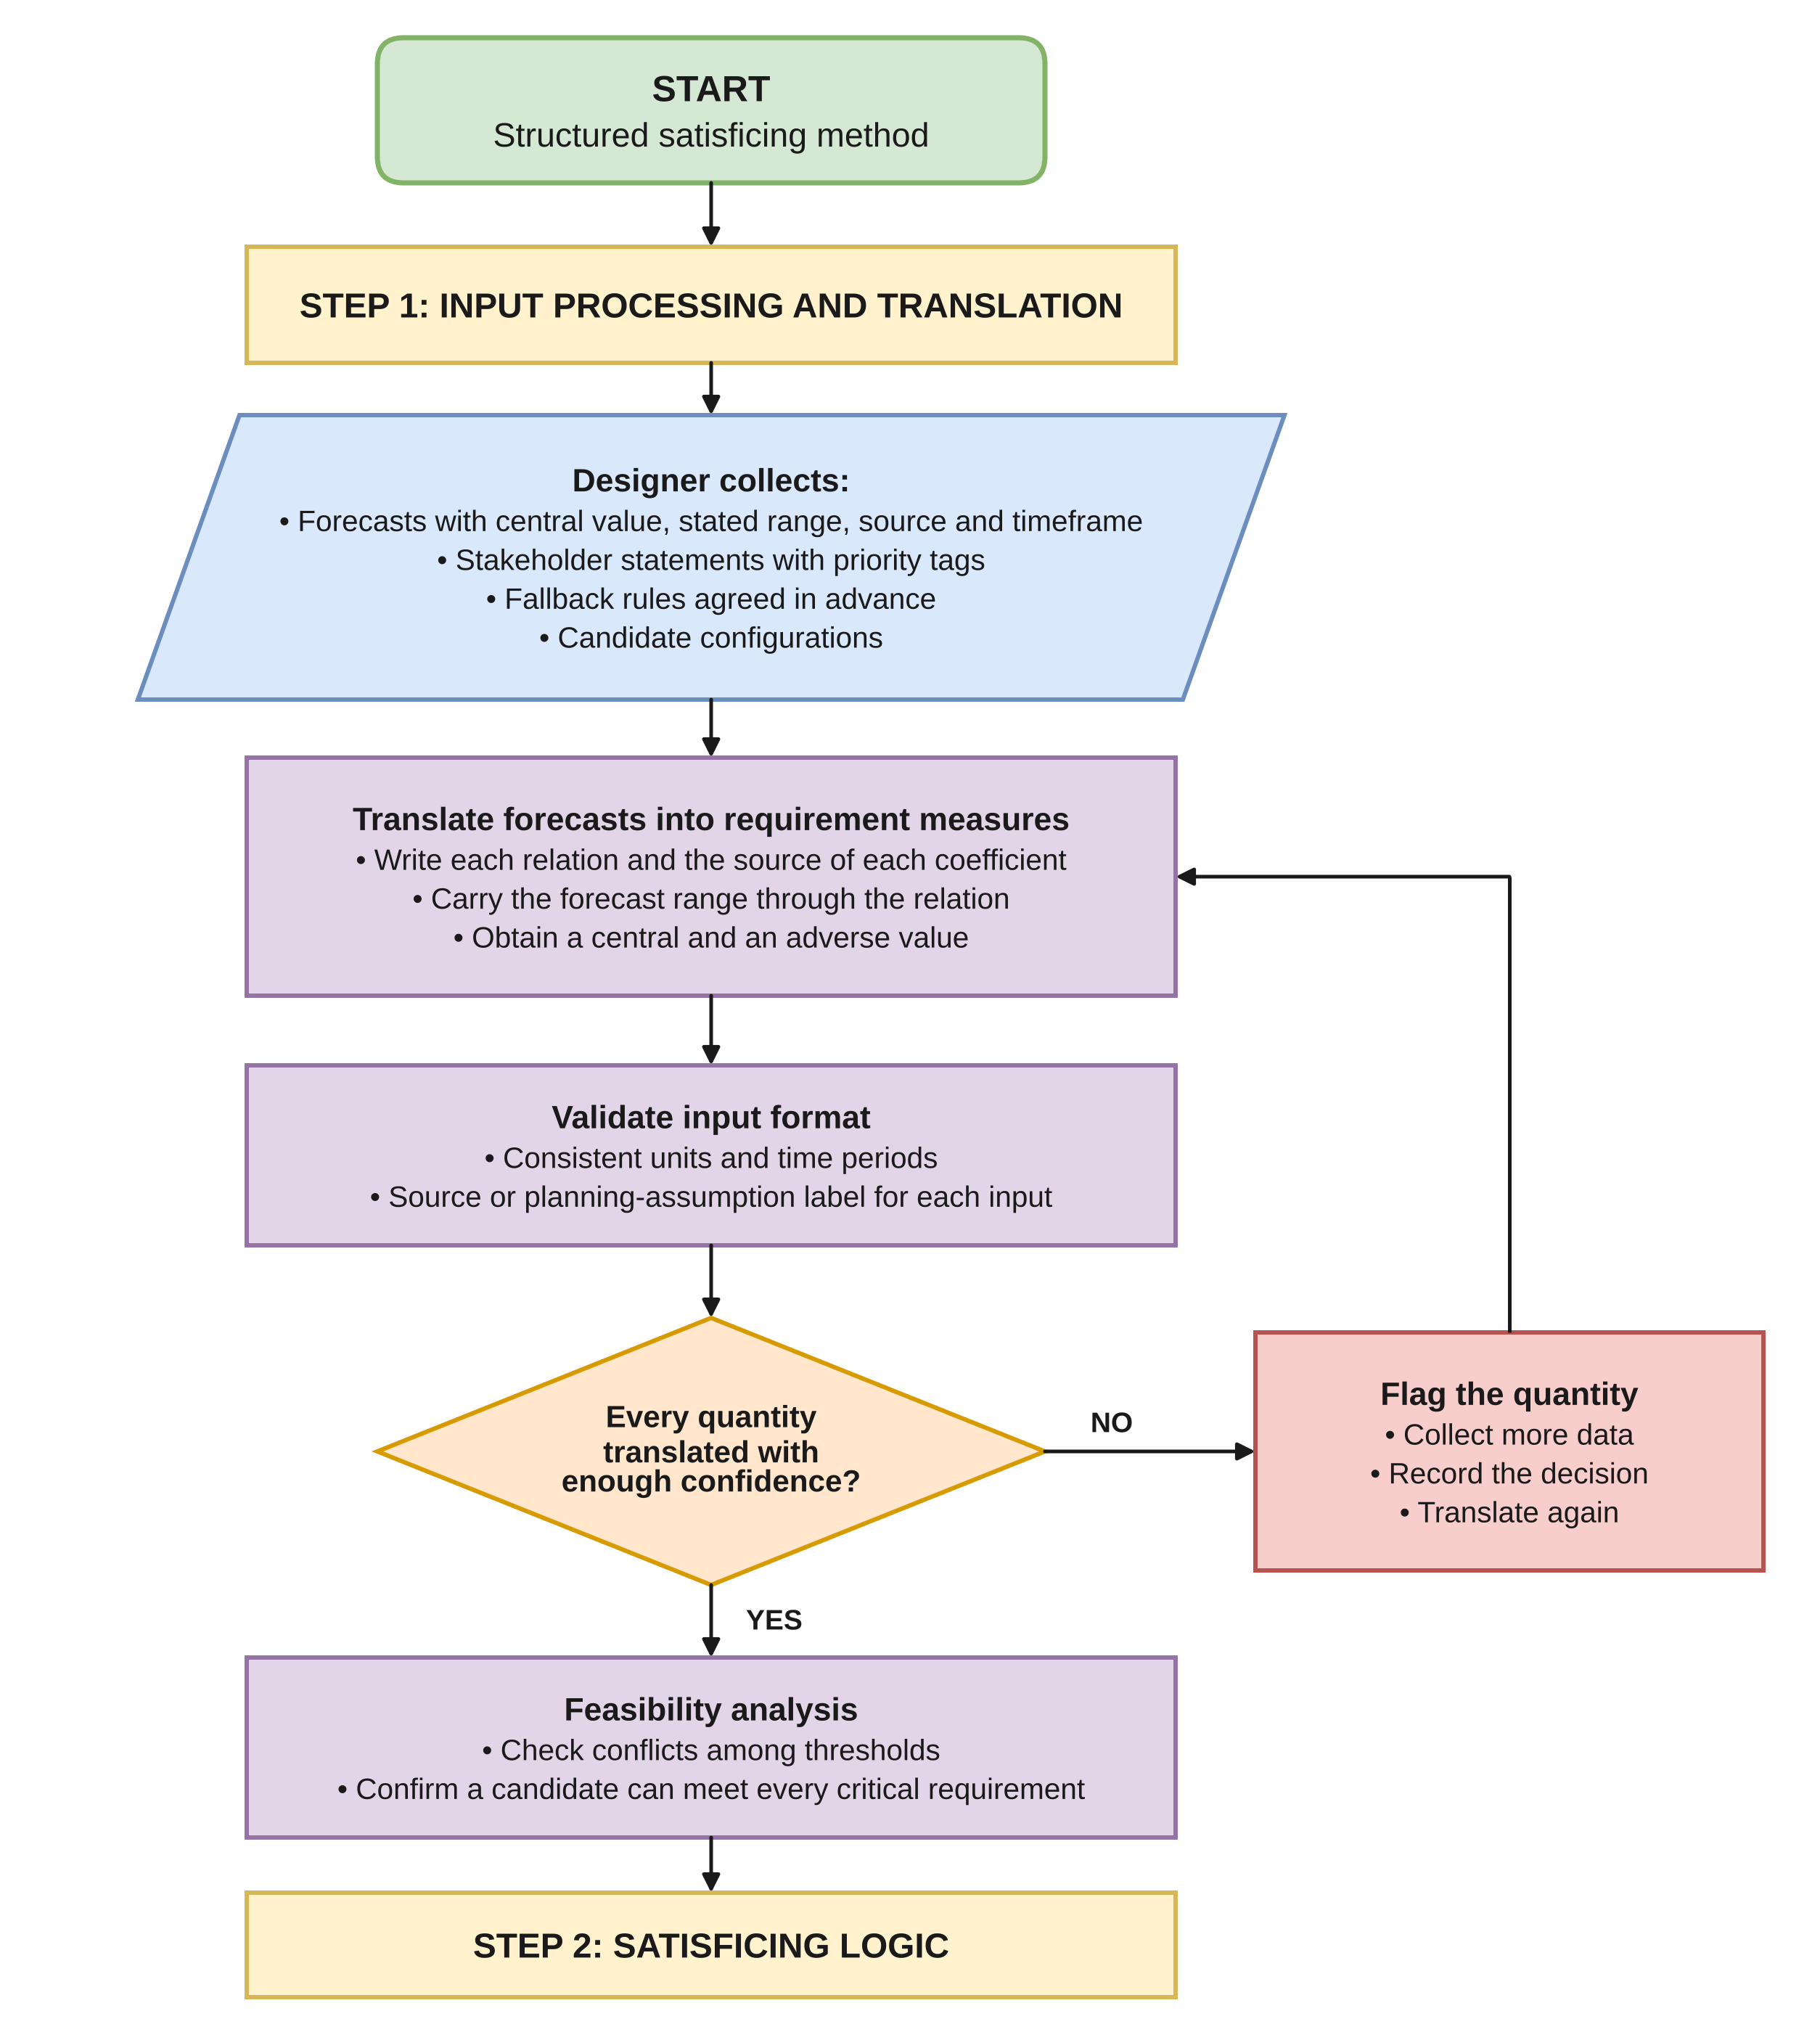 START
Structured satisficing method
STEP 1: INPUT PROCESSING AND TRANSLATION
Designer collects:
• Forecasts with central value, stated range, source and timeframe
• Stakeholder statements with priority tags
• Fallback rules agreed in advance
• Candidate configurations
Translate forecasts into requirement measures
• Write each relation and the source of each coefficient
• Carry the forecast range through the relation
• Obtain a central and an adverse value
Validate input format
• Consistent units and time periods
• Source or planning-assumption label for each input
Every quantity
translated with
enough confidence?
NO
Flag the quantity
• Collect more data
• Record the decision
• Translate again
YES
Feasibility analysis
• Check conflicts among thresholds
• Confirm a candidate can meet every critical requirement
STEP 2: SATISFICING LOGIC